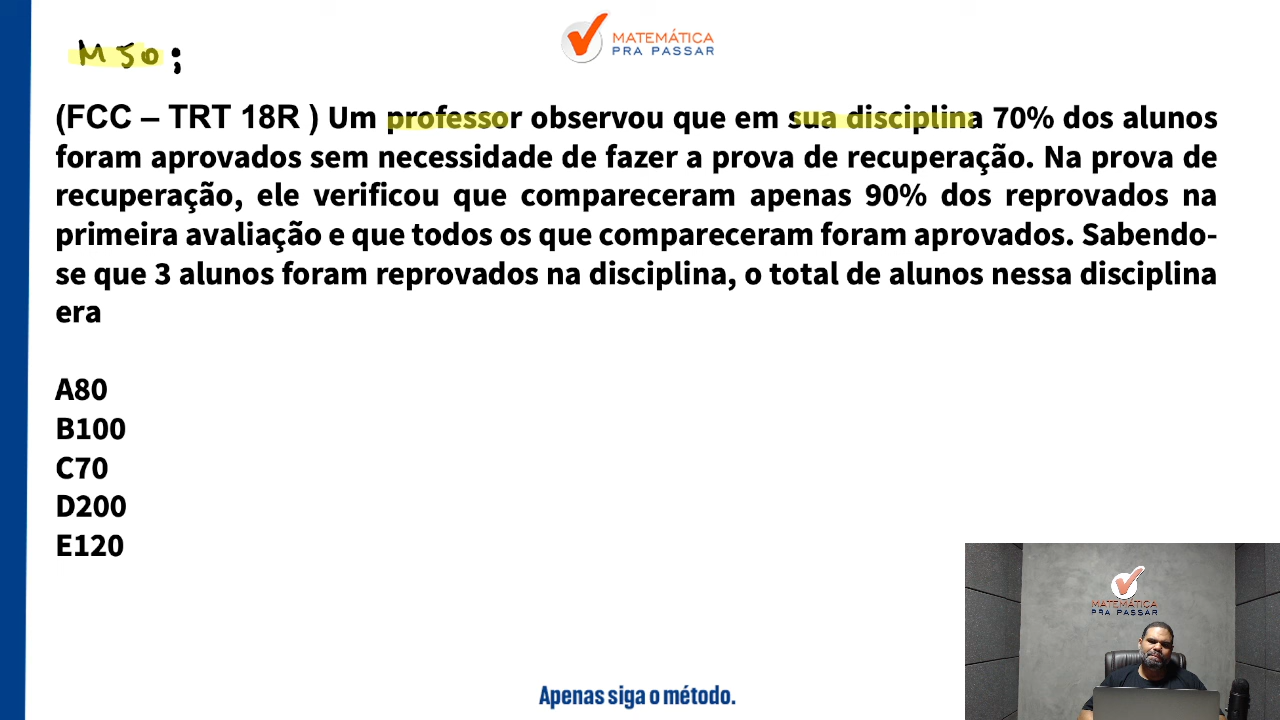 M50:
MATEMÁTICA
PRA PASSAR
(FCC – TRT 18R ) Um professor observou que em sua disciplina 70% dos alunos
foram aprovados sem necessidade de fazer a prova de recuperação. Na prova de
recuperação, ele verificou que compareceram apenas 90% dos reprovados na
primeira avaliação e que todos os que compareceram foram aprovados. Sabendo-
se que 3 alunos foram reprovados na disciplina, o total de alunos nessa disciplina
era
A80
B100
C70
D200
E120
MATEMÁTICA
PRA PASSAR
Apenas siga o método.